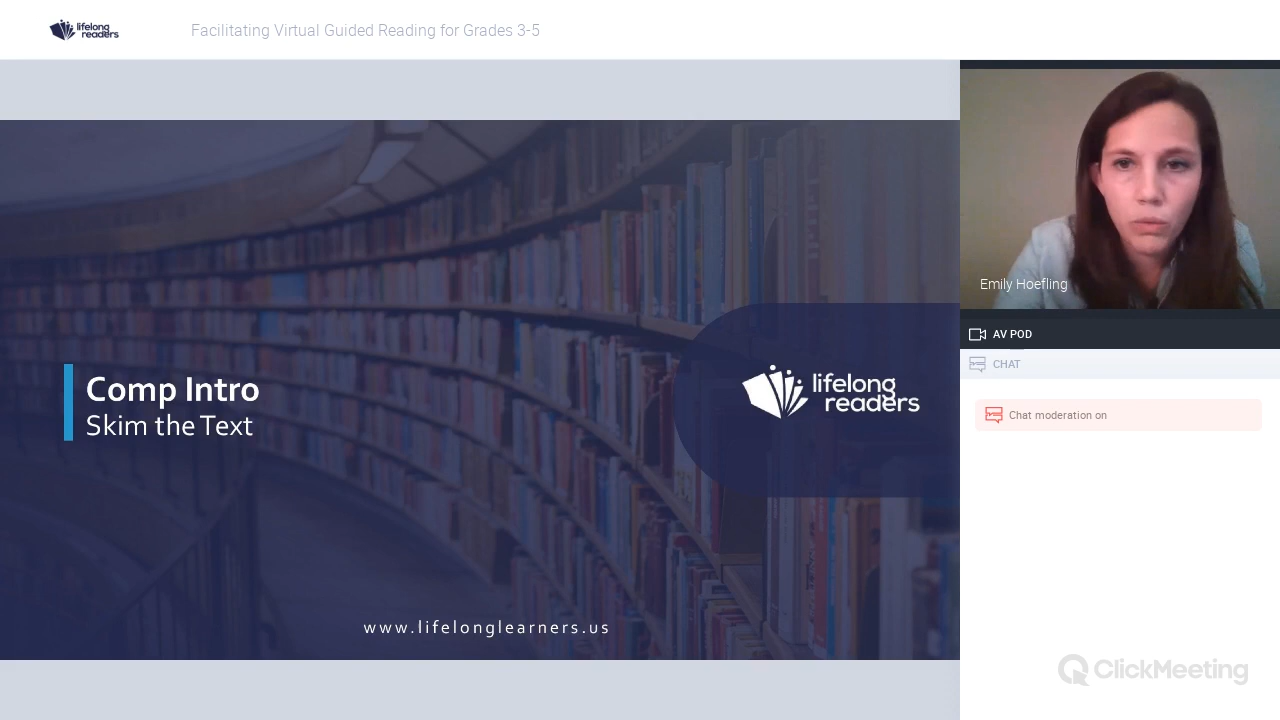 lifelong
readers
Facilitating Virtual Guided Reading for Grades 3-5
Comp Intro
Skim the Text
lifelong
readers
www.lifelonglearners.us
Emily Hoefling
AV POD
CHAT
Chat moderation on
ClickMeeting